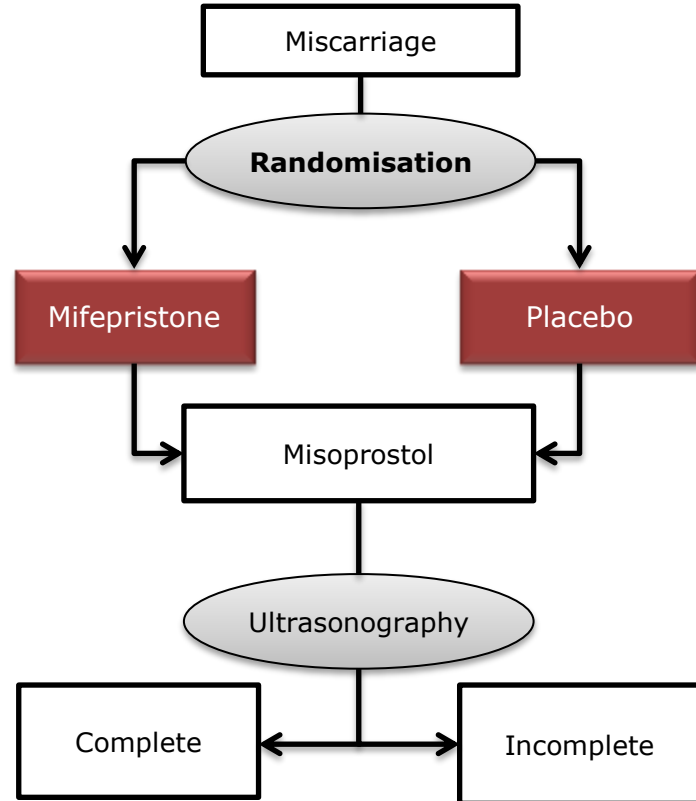 Miscarriage
Randomisation
Mifepristone
Placebo
Misoprostol
Ultrasonography
Complete
Incomplete